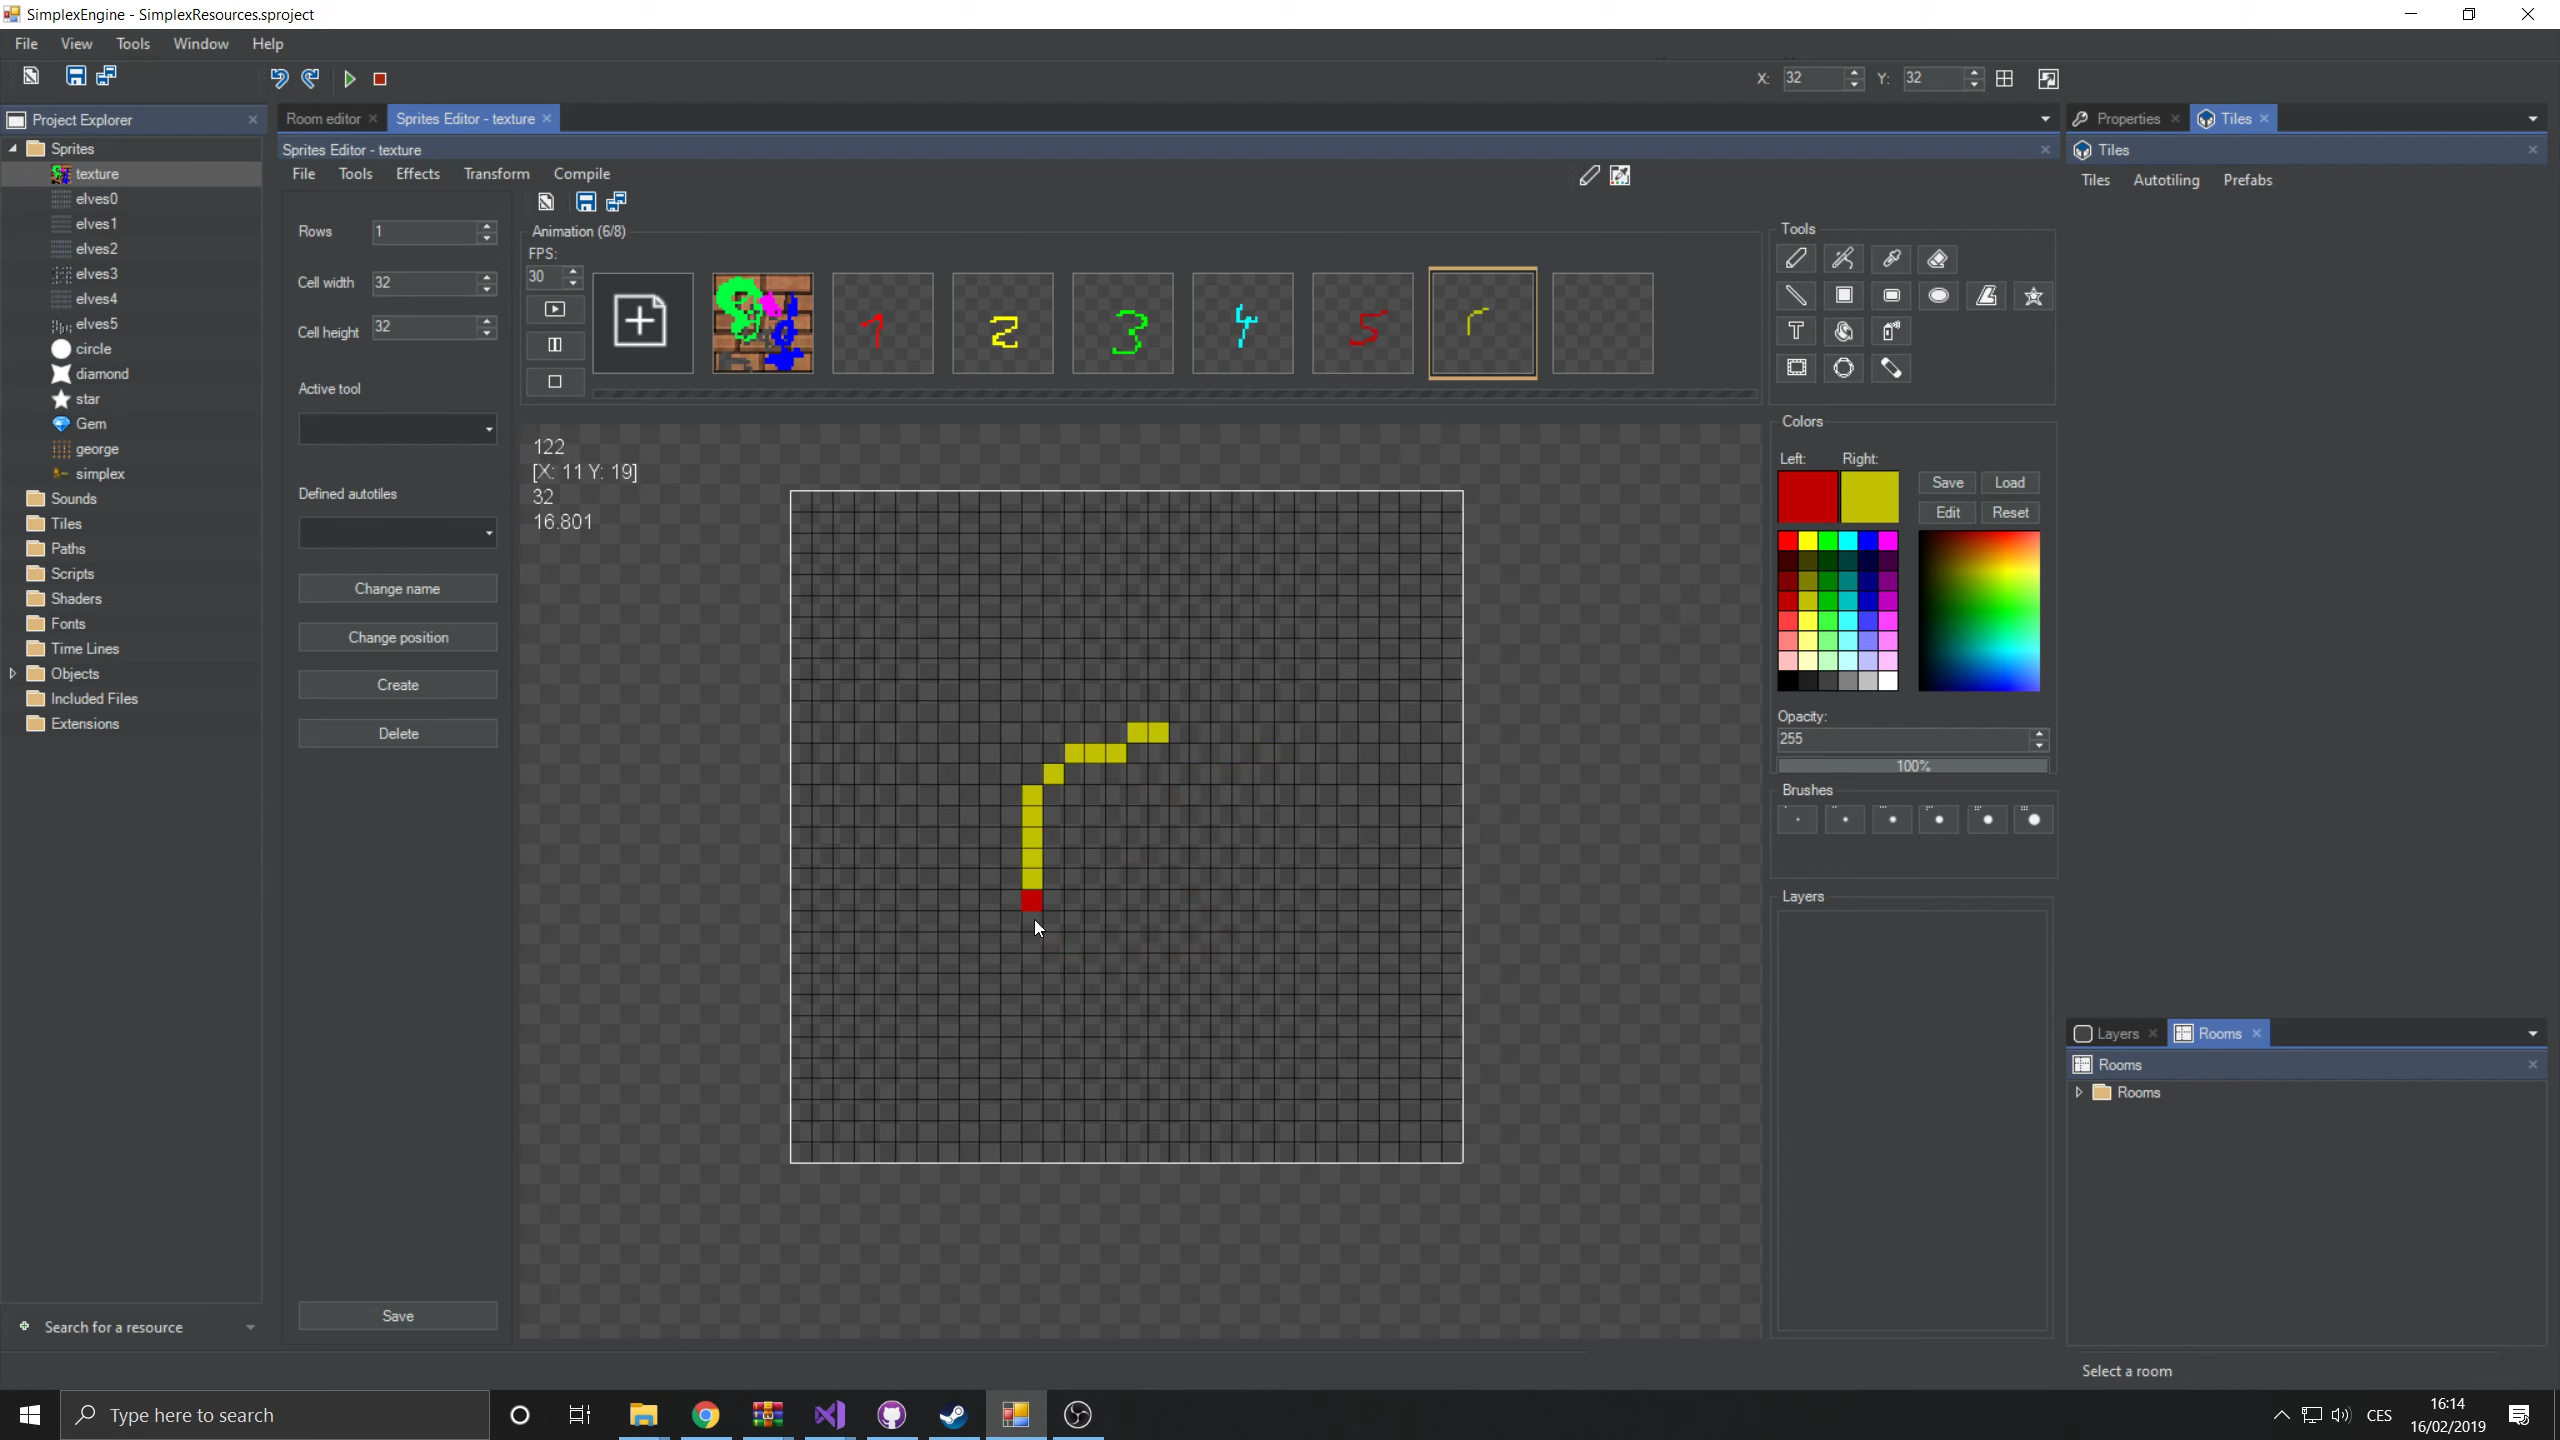 SimplexEngine - SimplexResources.sproject
File View Tools Window Help
X: 32 Y: 32
Project Explorer
Sprites
texture
elves0
elves1
elves2
elves3
elves4
elves5
circle
diamond
star
Gem
george
simplex
Sounds
Tiles
Paths
Scripts
Shaders
Fonts
Time Lines
Objects
Included Files
Extensions
Search for a resource
Room editor Sprites Editor - texture
Sprites Editor - texture
File Tools Effects Transform Compile
Rows 1
Cell width 32
Cell height 32
Active tool
Defined autotiles
Change name
Change position
Create
Delete
Save
Animation (6/8)
FPS:
30
1 2 3 4 5
122
[X: 11 Y: 19]
32
16.801
Tools
Colors
Left: Right:
Save Load
Edit Reset
Opacity:
255
100%
Brushes
Layers
Properties Tiles
Tiles
Tiles Autotiling Prefabs
Layers Rooms
Rooms
Rooms
Select a room
Type here to search
CES
16:14
16/02/2019